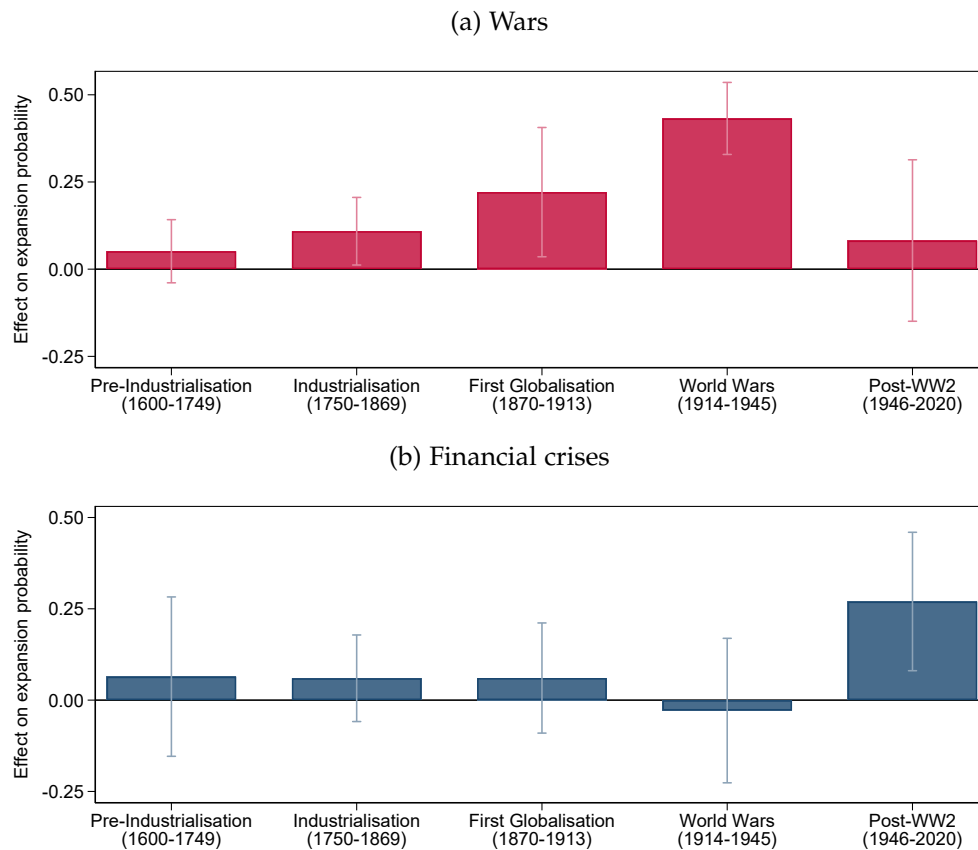 (a) Wars
Effect on expansion probability
0.50
0.25
0.00
-0.25
Pre-Industrialisation
(1600-1749)
Industrialisation
(1750-1869)
First Globalisation
(1870-1913)
World Wars
(1914-1945)
Post-WW2
(1946-2020)
(b) Financial crises
Effect on expansion probability
0.50
0.25
0.00
-0.25
Pre-Industrialisation
(1600-1749)
Industrialisation
(1750-1869)
First Globalisation
(1870-1913)
World Wars
(1914-1945)
Post-WW2
(1946-2020)